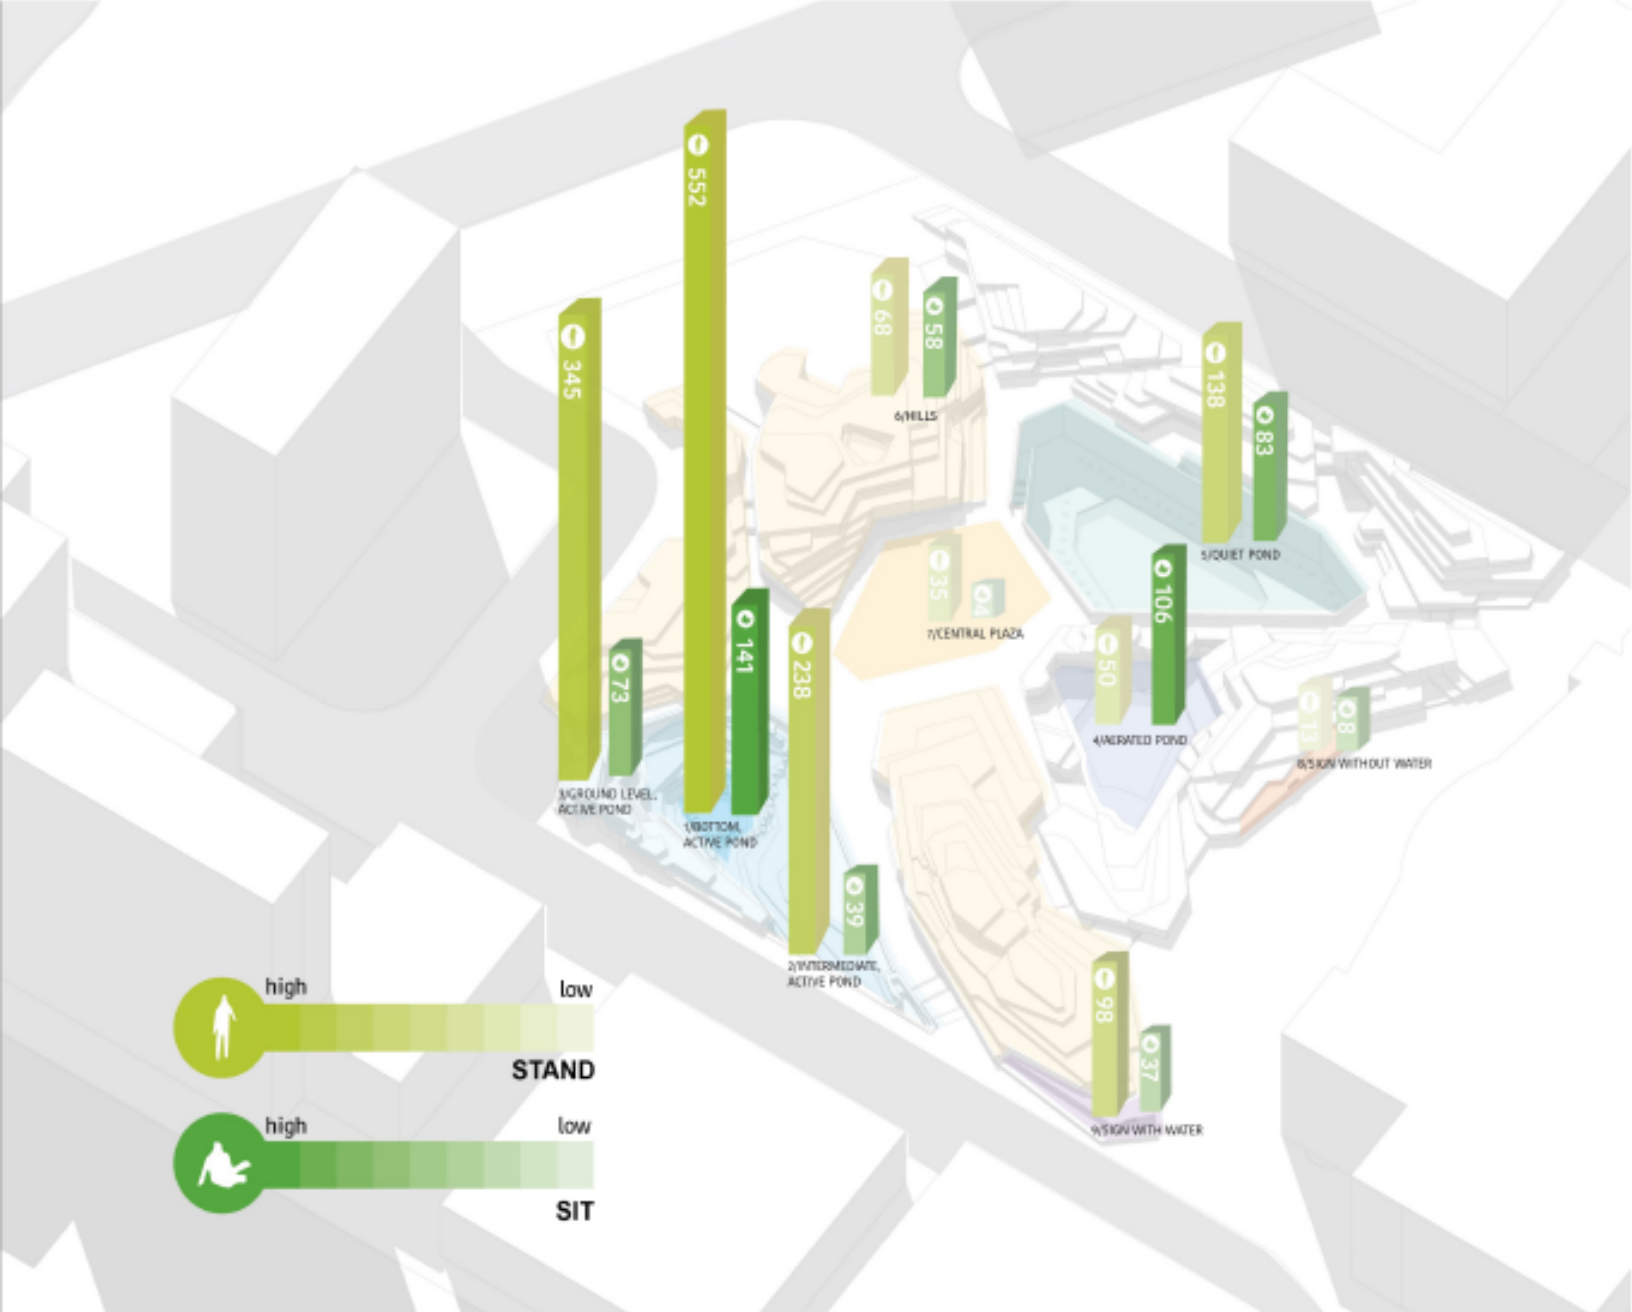 552
345
68
58
6/HILLS
138
83
5/QUIET POND
35
4
7/CENTRAL PLAZA
141
73
238
50
106
4/AERATED POND
13
8
8/SIGN WITHOUT WATER
3/GROUND LEVEL,
ACTIVE POND
1/BOTTOM,
ACTIVE POND
39
2/INTERMEDIATE,
ACTIVE POND
98
37
9/SIGN WITH WATER
high
low
STAND
high
low
SIT